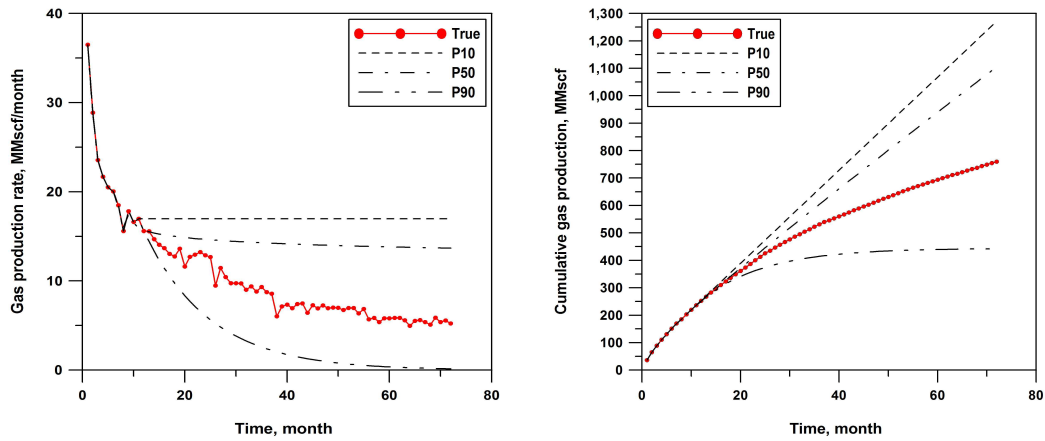 40
30
20
10
0
0
20
40
60
80
Gas production rate, MMscf/month
Time, month
True
P10
P50
P90
1,300
1,200
1,100
1,000
900
800
700
600
500
400
300
200
100
0
0
20
40
60
80
Cumulative gas production, MMscf
Time, month
True
P10
P50
P90